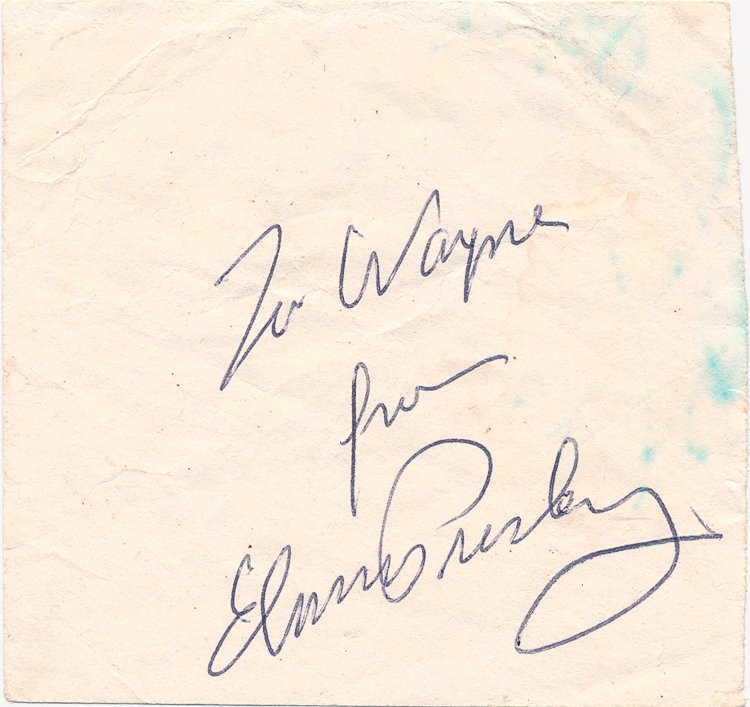 To Wayne
from
Elvis Presley